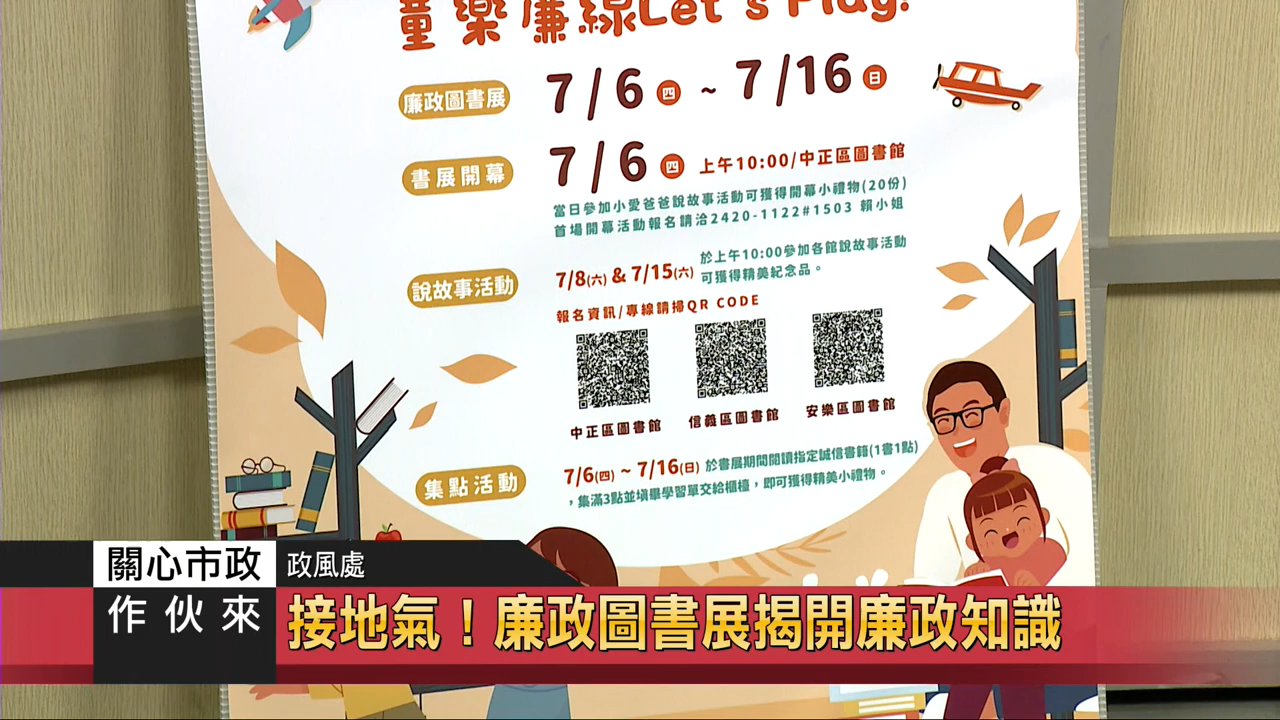 童樂廉線Let's Play!
廉政圖書展 7/6 四 ~ 7/16 日
書展開幕 7/6 四 上午10:00/中正區圖書館
當日參加小愛爸爸說故事活動可獲得開幕小禮物(20份)
首場開幕活動報名請洽2420-1122#1503 賴小姐
說故事活動 7/8(六) & 7/15(六) 於上午10:00參加各館說故事活動
可獲得精美紀念品。
報名資訊/專線請掃QR CODE
中正區圖書館 信義區圖書館 安樂區圖書館
集點活動 7/6(四) ~ 7/16(日) 於書展期間閱讀指定誠信書籍(1書1點)
，集滿3點並填畢學習單交給櫃檯，即可獲得精美小禮物。
關心市政 政風處
作伙來 接地氣！廉政圖書展揭開廉政知識